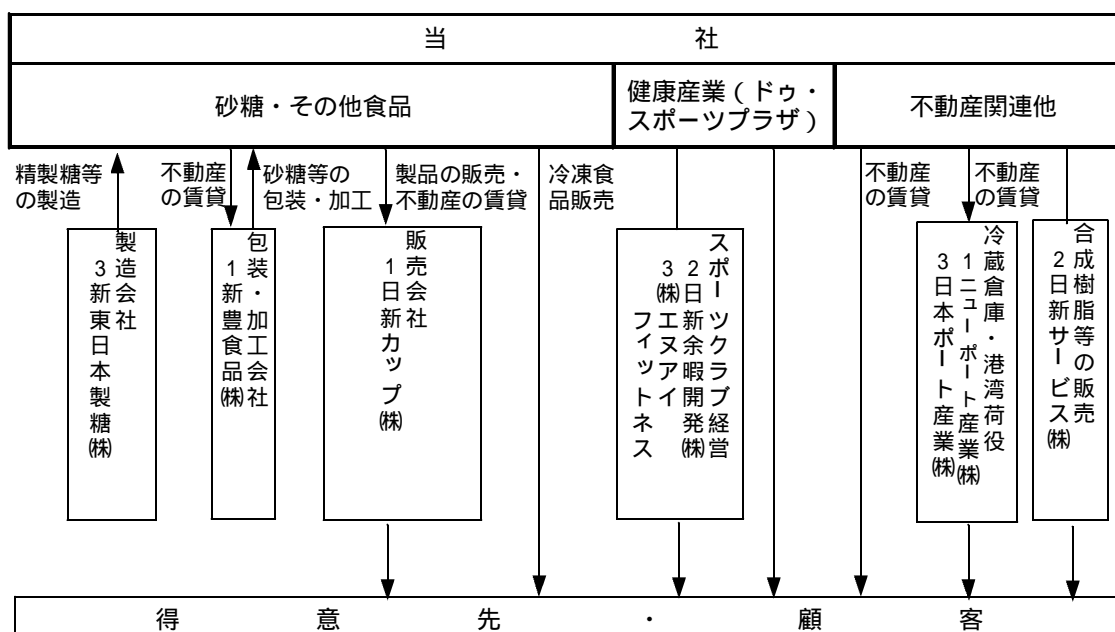 当 社
砂糖・その他食品
健康産業(ドゥ・
スポーツプラザ)
不動産関連他
精製糖等
の製造
不動産
の賃貸
砂糖等の
包装・加工
製品の販売・
不動産の賃貸
冷凍食
品販売
不動産
の賃貸
不動産
の賃貸
製造会社
3新東日本製糖㈱
包装・加工会社
1新豊食品㈱
販売会社
1日新カップ㈱
スポーツクラブ経営
2日新余暇開発㈱
3㈱エヌアイ
フィットネス
冷蔵倉庫・港湾荷役
1ニューポート産業㈱
3日本ポート産業㈱
合成樹脂等の販売
2日新サービス㈱
得 意 先 ・ 顧 客